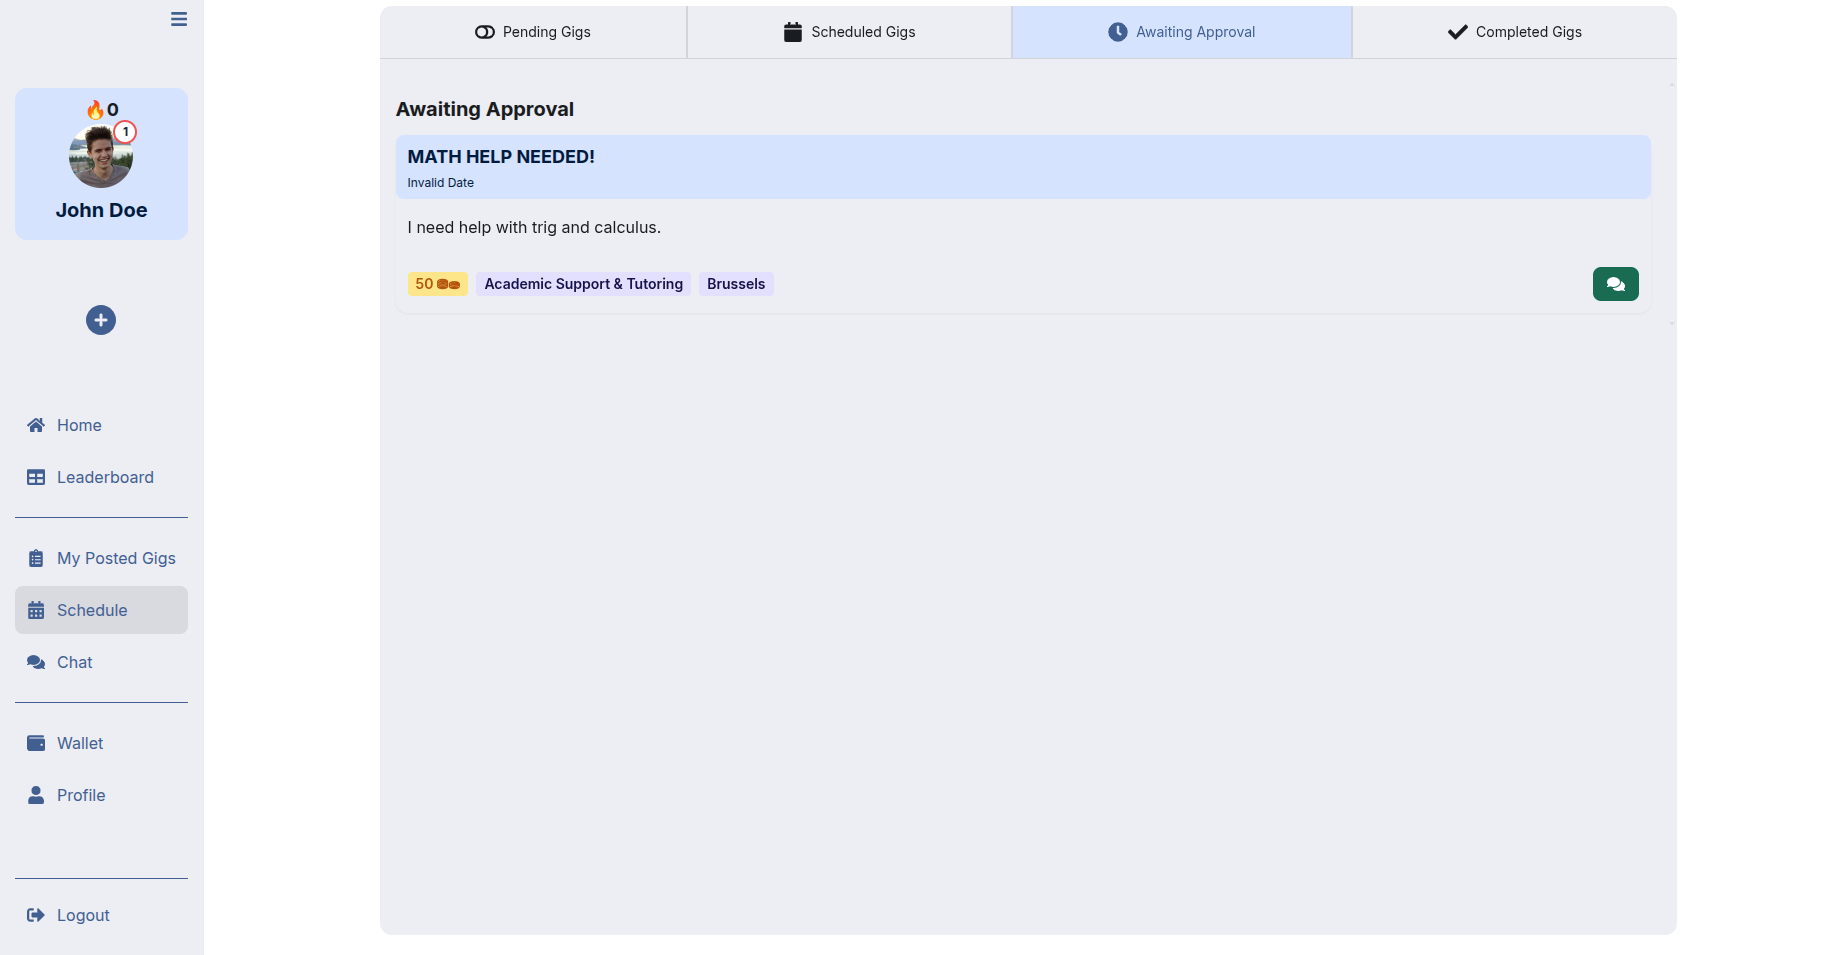 🔥0
1
John Doe
Home
Leaderboard
My Posted Gigs
Schedule
Chat
Wallet
Profile
Logout
Pending Gigs
Scheduled Gigs
Awaiting Approval
Completed Gigs
Awaiting Approval
MATH HELP NEEDED!
Invalid Date
I need help with trig and calculus.
50
Academic Support & Tutoring
Brussels